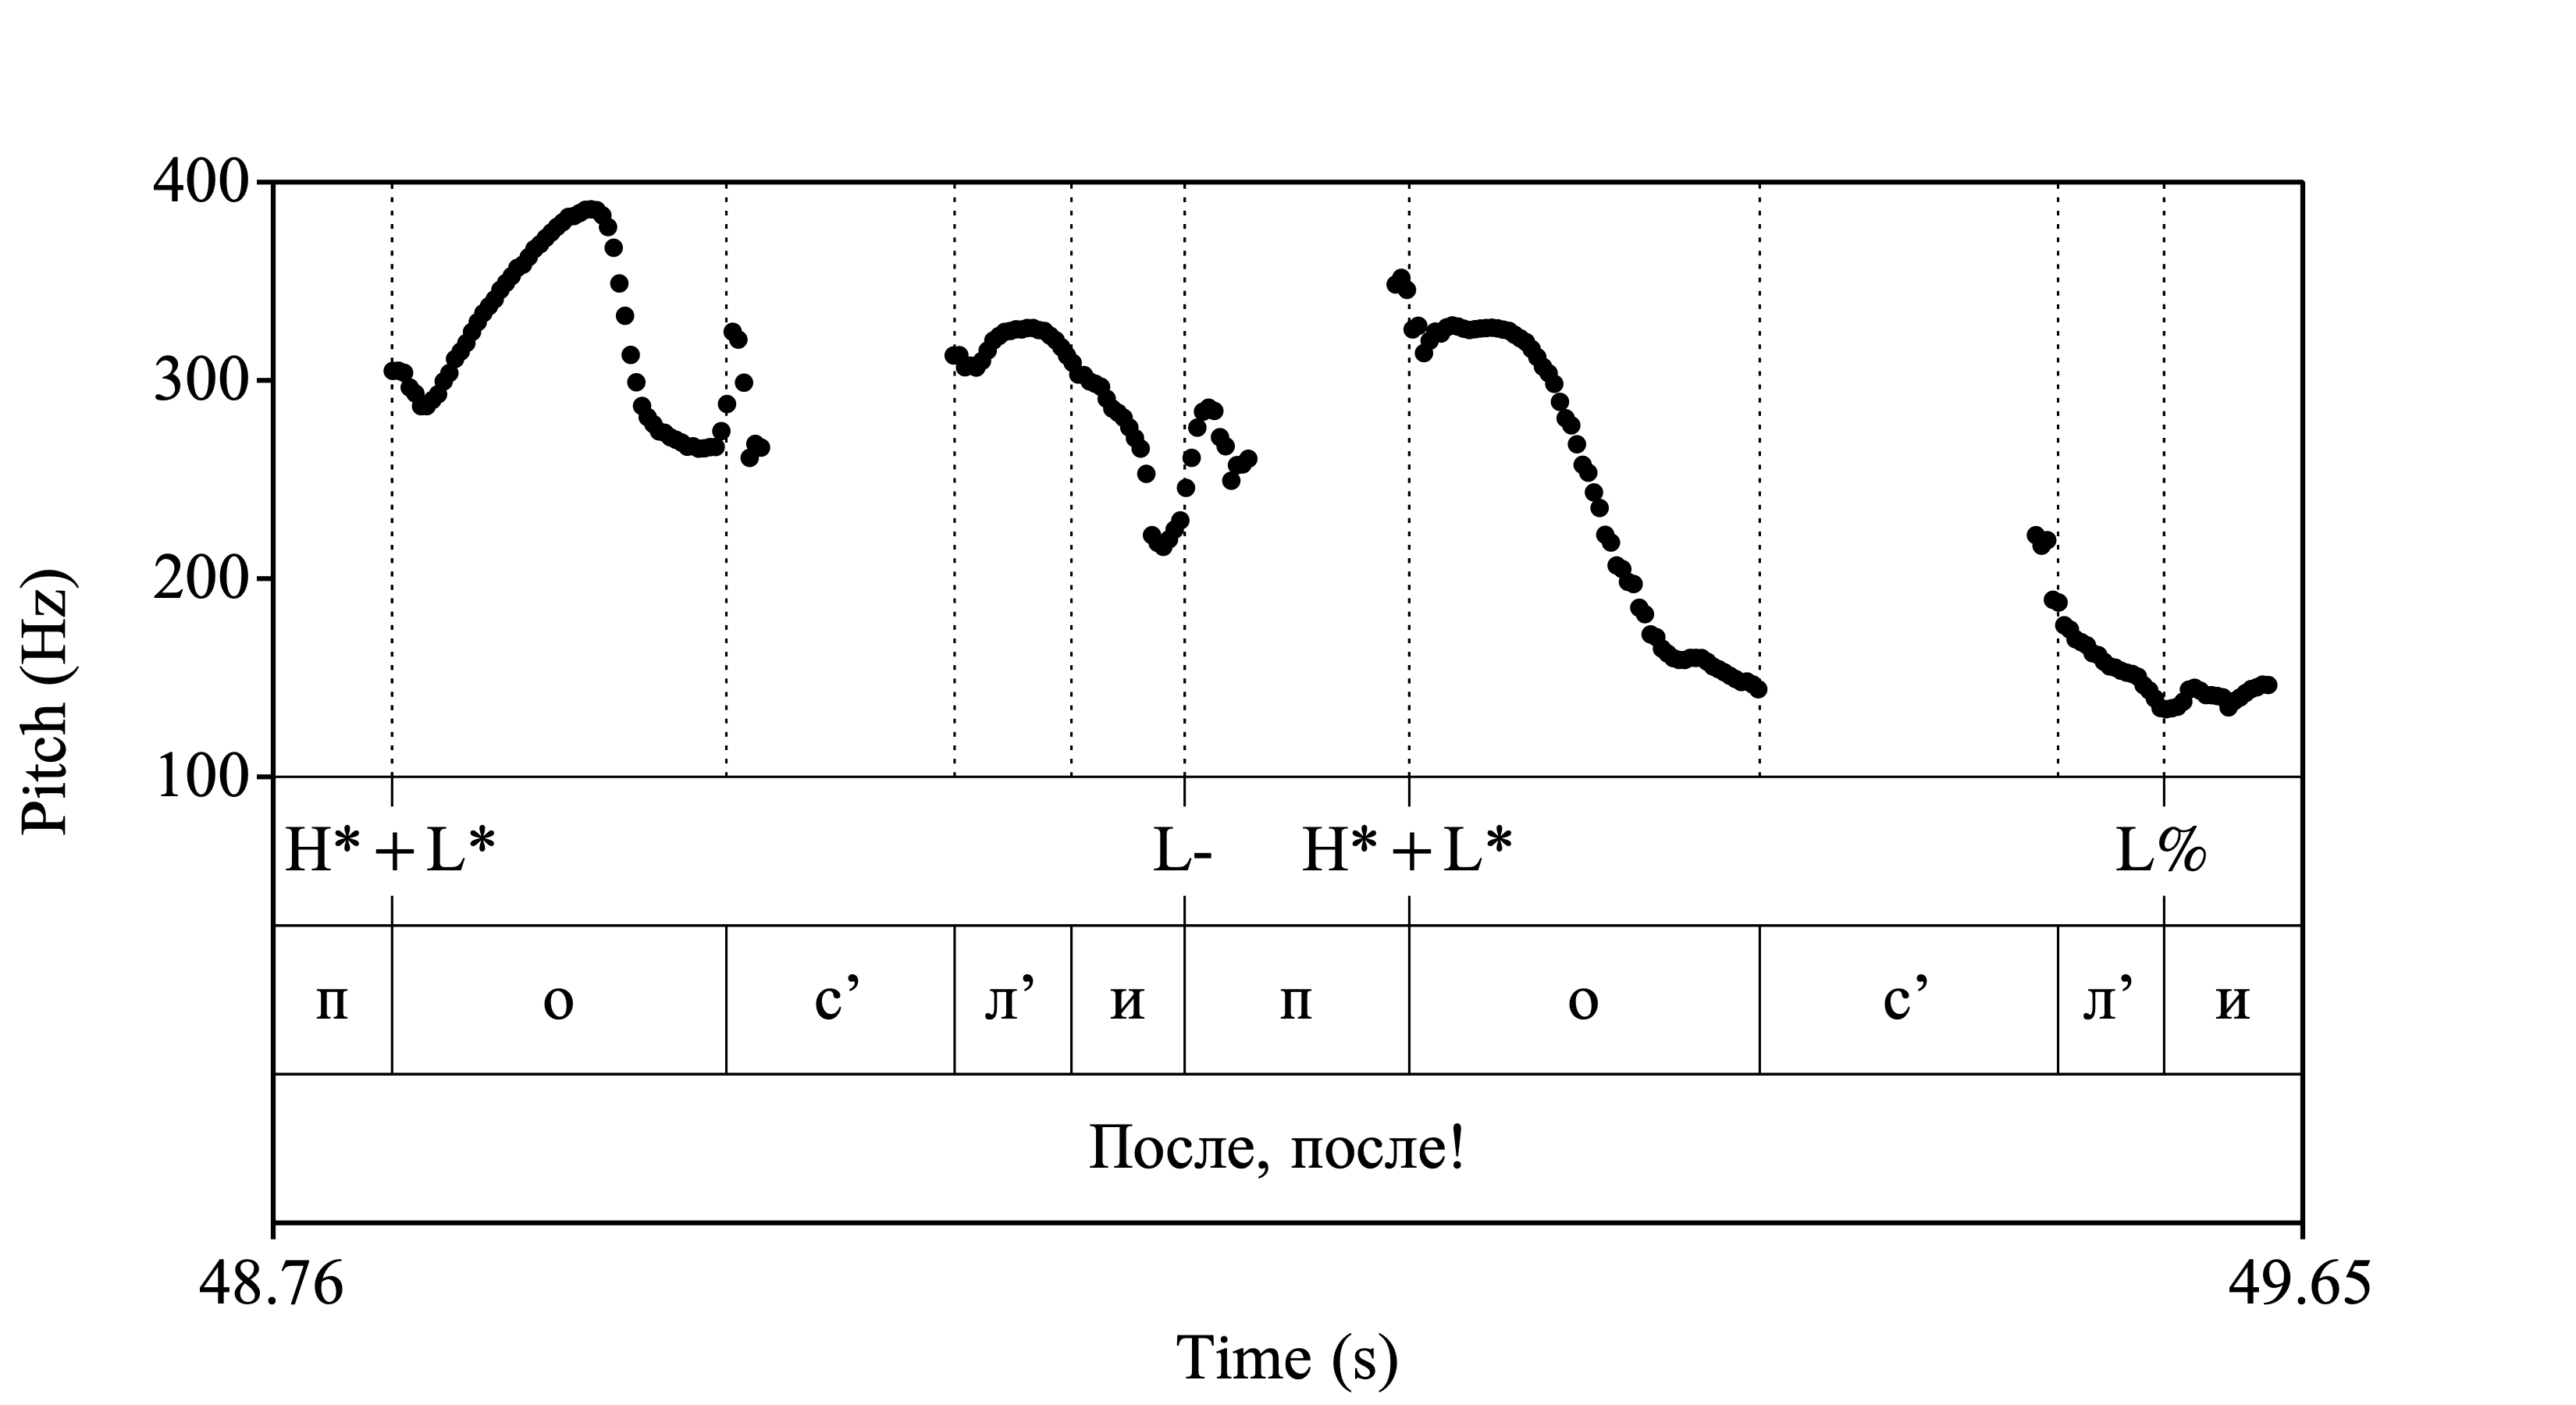 400
300
200
100
Pitch (Hz)
H*+L* L- H*+L* L%
п о с’ л’ и п о с’ л’ и
После, после!
48.76 49.65
Time (s)